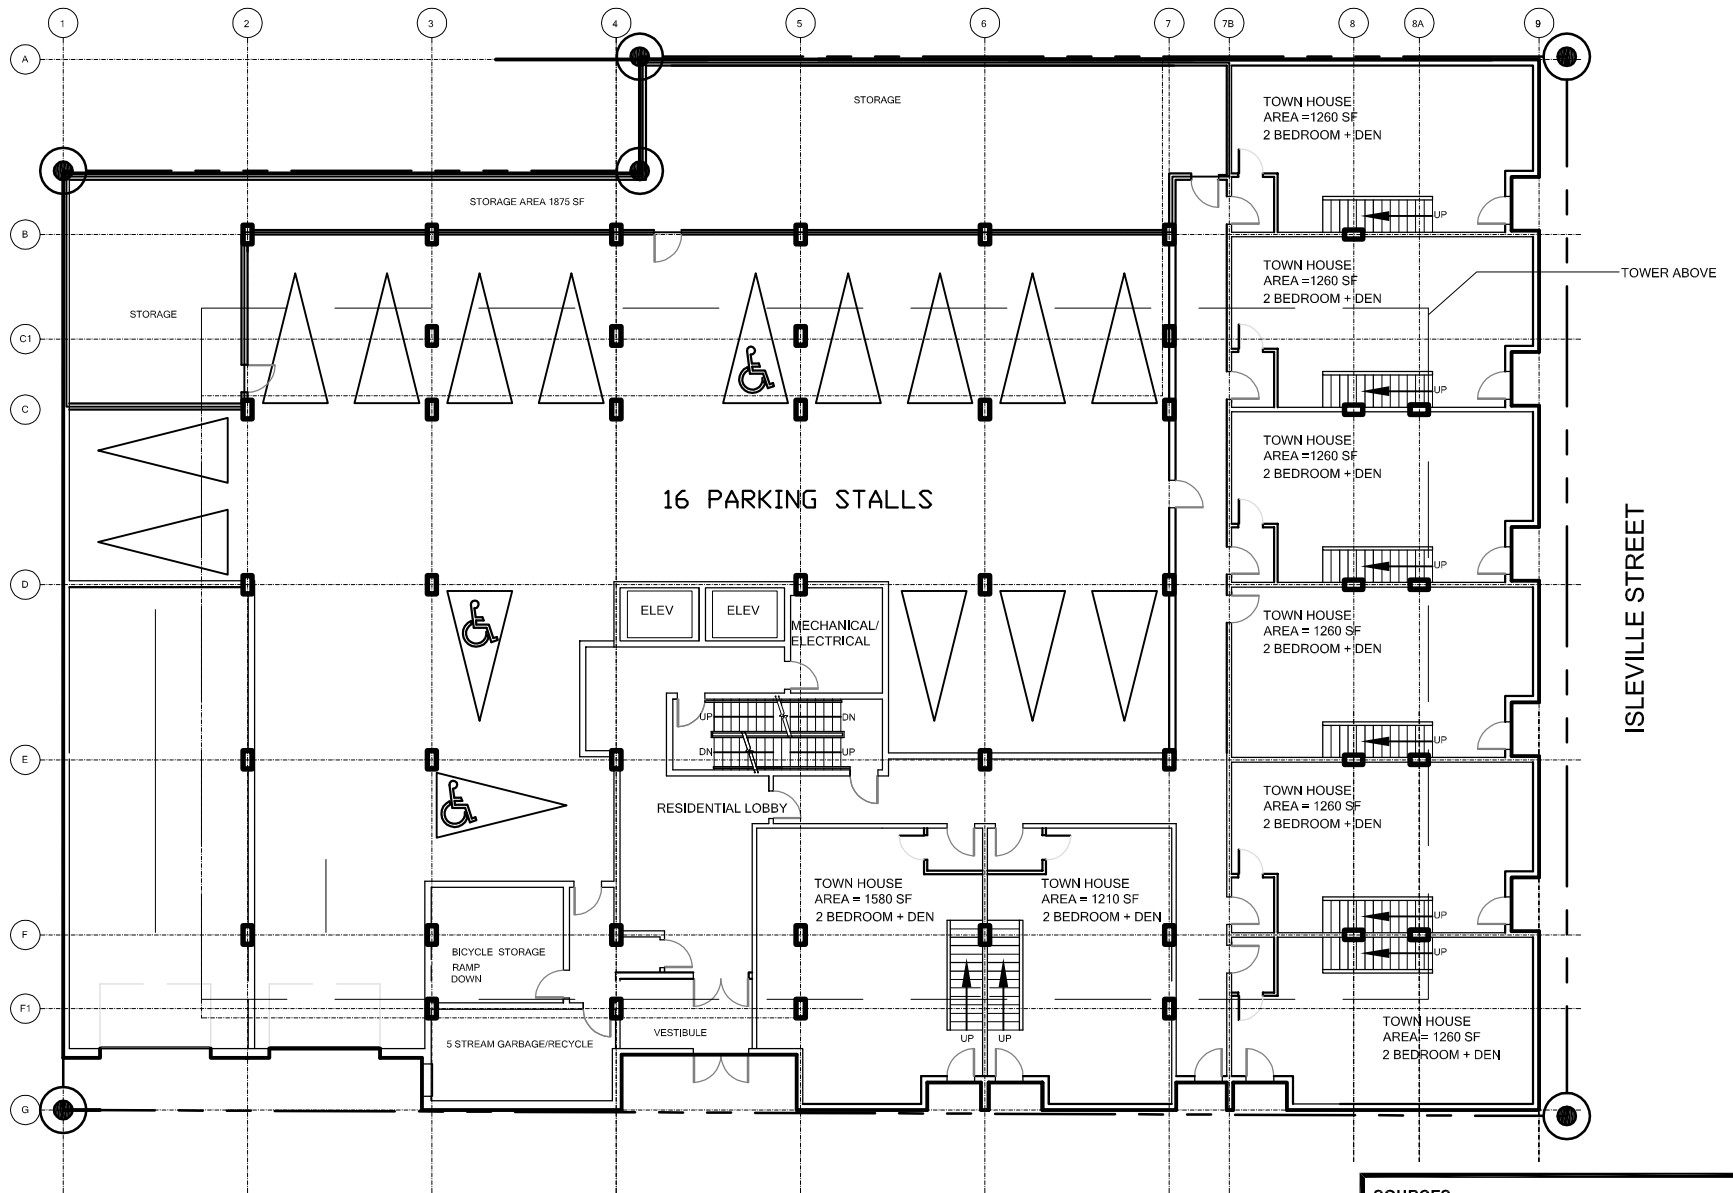 1 2 3 4 5 6 7 7B 8 8A 9
A
STORAGE
TOWN HOUSE
AREA =1260 SF
2 BEDROOM + DEN
STORAGE AREA 1875 SF
UP
B
TOWN HOUSE
AREA =1260 SF
2 BEDROOM + DEN
TOWER ABOVE
STORAGE
C1
UP
C
TOWN HOUSE
AREA =1260 SF
2 BEDROOM + DEN
16 PARKING STALLS
ISLEVILLE STREET
UP
D
ELEV
ELEV
MECHANICAL/
ELECTRICAL
TOWN HOUSE
AREA = 1260 SF
2 BEDROOM + DEN
UP
DN
DN
UP
UP
E
RESIDENTIAL LOBBY
TOWN HOUSE
AREA = 1260 SF
2 BEDROOM + DEN
TOWN HOUSE
AREA = 1580 SF
2 BEDROOM + DEN
TOWN HOUSE
AREA = 1210 SF
2 BEDROOM + DEN
UP
F
BICYCLE STORAGE
RAMP
DOWN
UP
F1
5 STREAM GARBAGE/RECYCLE
VESTIBULE
UP
UP
TOWN HOUSE
AREA = 1260 SF
2 BEDROOM + DEN
G